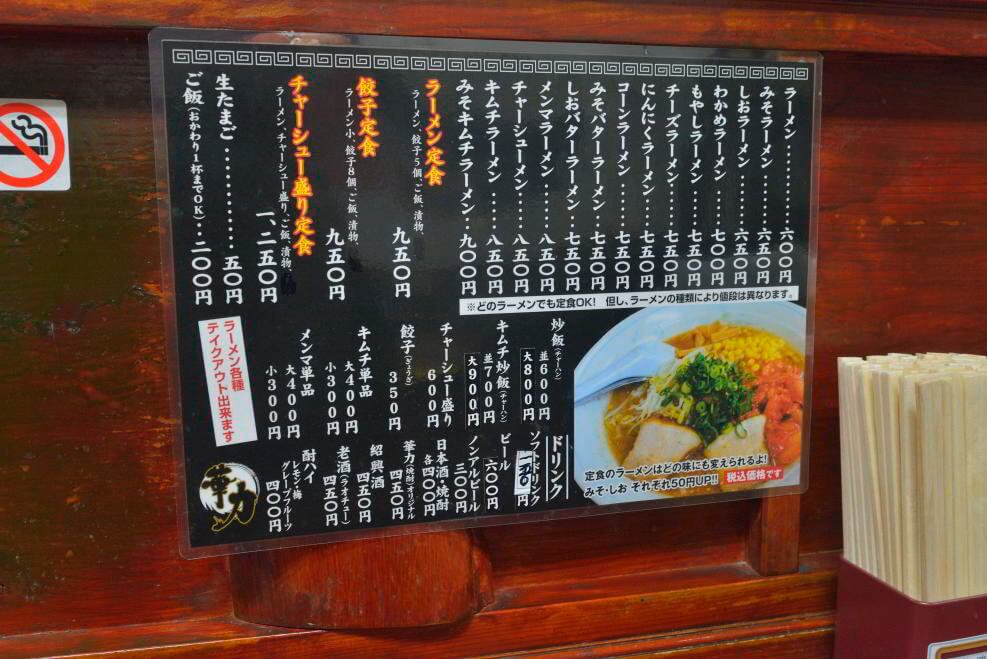 ラーメン・・・・・・・・・六〇〇円
みそラーメン・・・・・・六五〇円
しおラーメン・・・・・・六五〇円
わかめラーメン・・・・・七〇〇円
もやしラーメン・・・・・七五〇円
チーズラーメン・・・・・七五〇円
にんにくラーメン・・・・七五〇円
コーンラーメン・・・・・七五〇円
みそバターラーメン・・七五〇円
しおバターラーメン・・七五〇円
メンマラーメン・・・・・八五〇円
チャーシューメン・・・・八五〇円
キムチラーメン・・・・・八五〇円
みそキムチラーメン・・九〇〇円
ラーメン定食
ラーメン、餃子5個、ご飯、漬物、
九五〇円
餃子定食
ラーメン小、餃子8個、ご飯、漬物、
九五〇円
チャーシュー盛り定食
ラーメン、チャーシュー盛り、ご飯、漬物、
一、二五〇円
生たまご・・・・・・・・・五〇円
ご飯（おかわり1杯までOK）・・二〇〇円
※どのラーメンでも定食OK! 但し、ラーメンの種類により値段は異なります。
炒飯(チャーハン)
並600円
大800円
キムチ炒飯(チャーハン)
並700円
大900円
チャーシュー盛り
600円
餃子(ぎょうざ)
350円
キムチ単品
大400円
小300円
メンマ単品
大400円
小300円
ラーメン各種
テイクアウト出来ます
ドリンク
ソフトドリンク
円
ビール
六〇〇円
ノンアルビール
三〇〇円
日本酒・焼酎
各四〇〇円
華力(焼酎)オリジナル
四五〇円
紹興酒
四五〇円
老酒(ラオチュー)
四五〇円
酎ハイ
レモン・梅
グレープフルーツ
四〇〇円
華力
定食のラーメンはどの味にも変えられるよ!
みそ・しお それぞれ50円UP!! 税込価格です